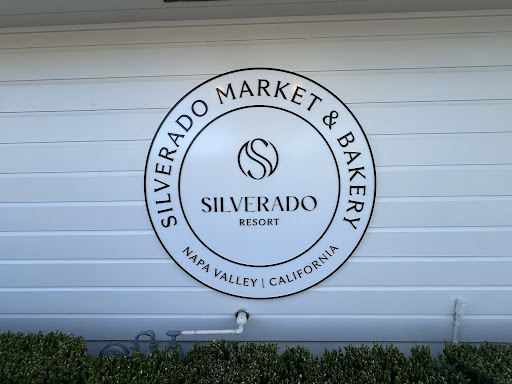 SILVERADO MARKET & BAKERY
S
SILVERADO
RESORT
NAPA VALLEY | CALIFORNIA